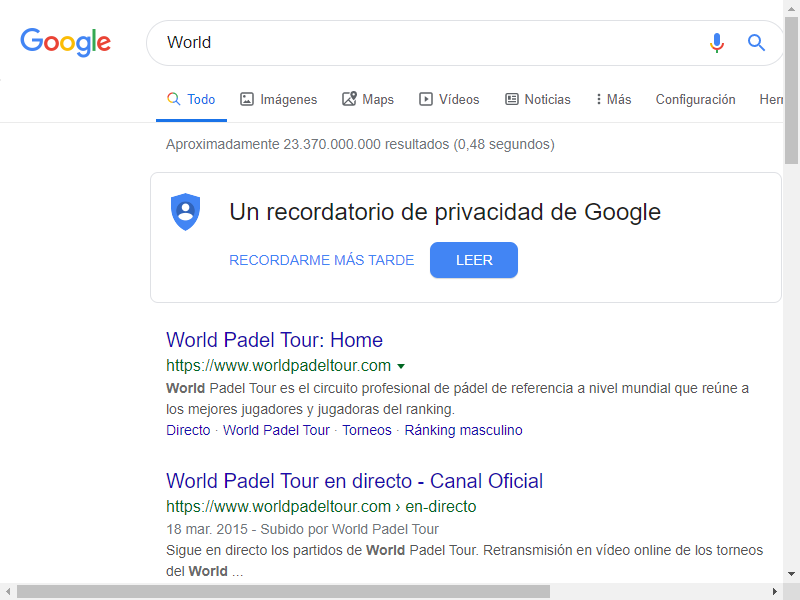 Google
World
Todo Imágenes Maps Vídeos Noticias Más Configuración
Aproximadamente 23.370.000.000 resultados (0,48 segundos)
Un recordatorio de privacidad de Google
RECORDARME MÁS TARDE LEER
World Padel Tour: Home
https://www.worldpadeltour.com
World Padel Tour es el circuito profesional de pádel de referencia a nivel mundial que reúne a
los mejores jugadores y jugadoras del ranking.
Directo · World Padel Tour · Torneos · Ránking masculino
World Padel Tour en directo - Canal Oficial
https://www.worldpadeltour.com › en-directo
18 mar. 2015 - Subido por World Padel Tour
Sigue en directo los partidos de World Padel Tour. Retransmisión en vídeo online de los torneos
del World ...